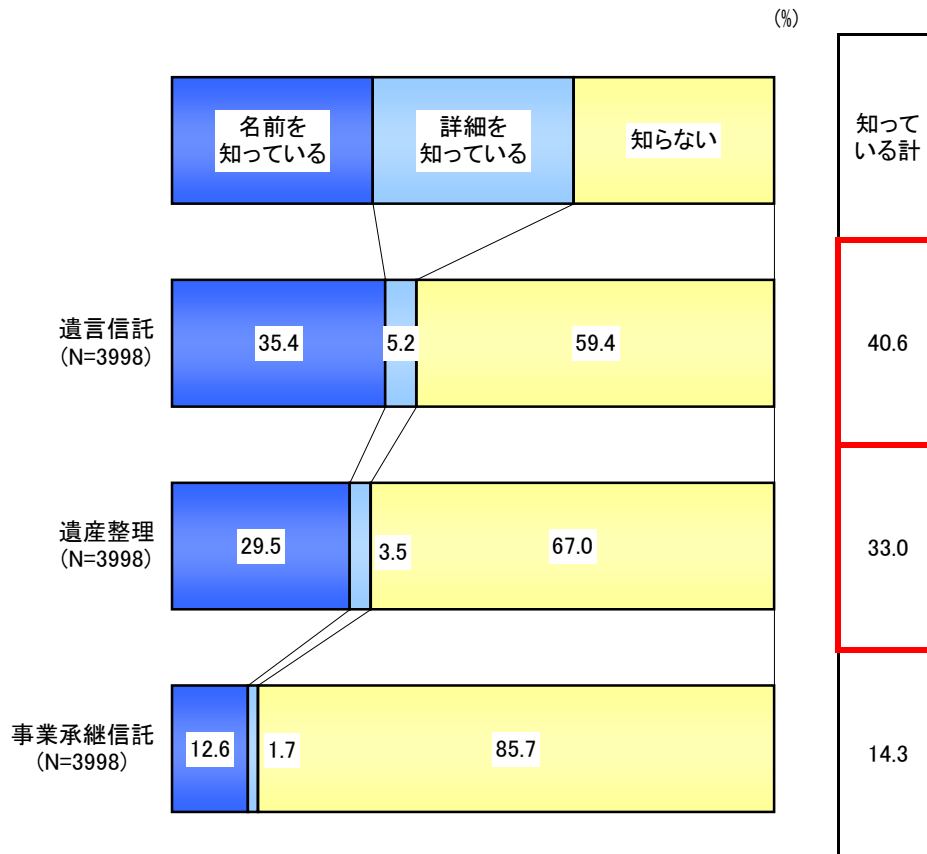 (%)
名前を
知っている
詳細を
知っている
知らない
知って
いる計
遺言信託
(N=3998)
35.4
5.2
59.4
40.6
遺産整理
(N=3998)
29.5
3.5
67.0
33.0
事業承継信託
(N=3998)
12.6
1.7
85.7
14.3